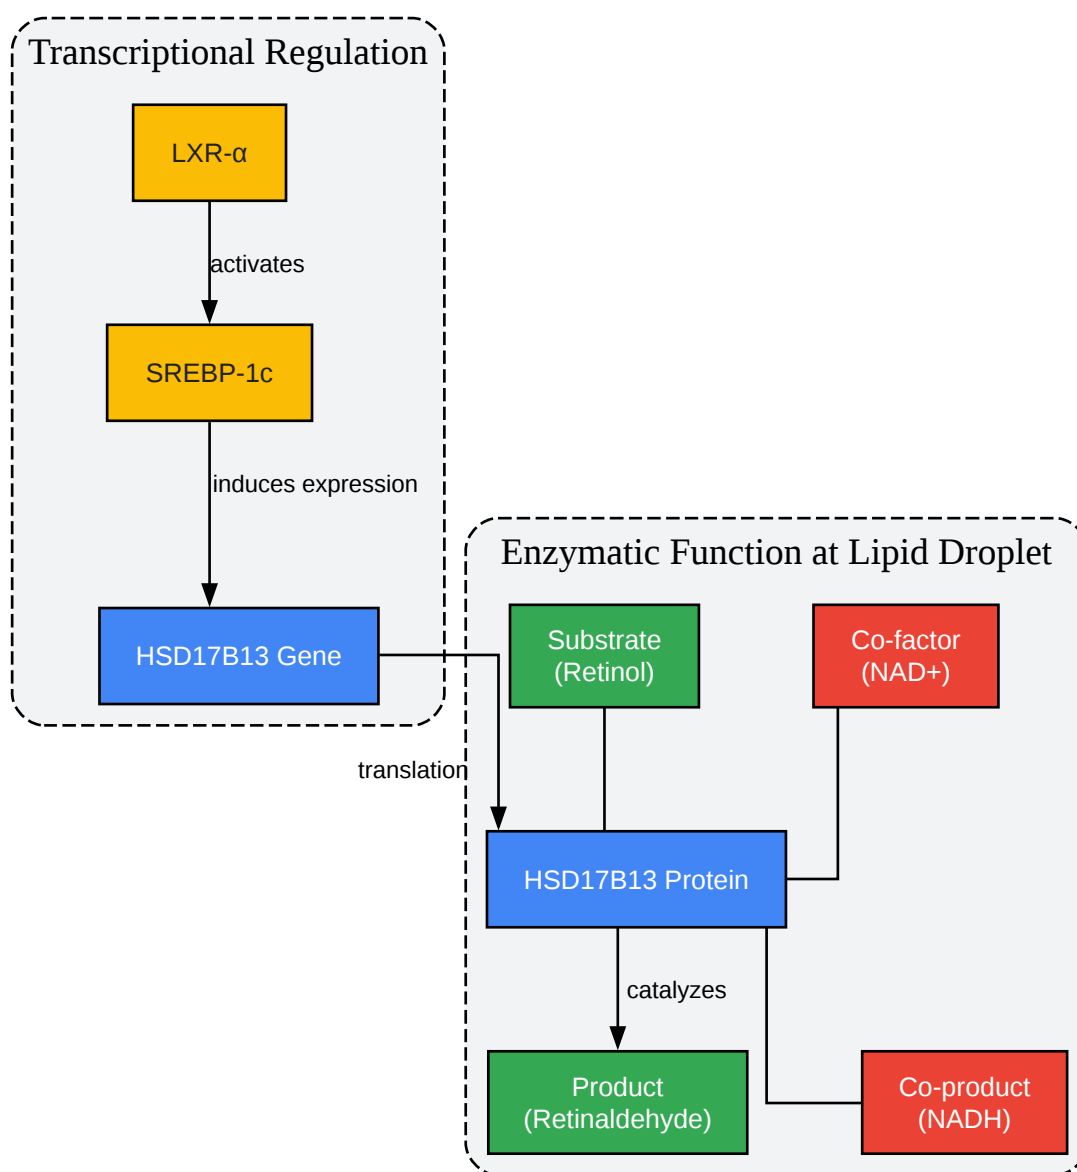 Transcriptional Regulation
LXR-α
activates
SREBP-1c
induces expression
HSD17B13 Gene
translation
Enzymatic Function at Lipid Droplet
Substrate
(Retinol)
Co-factor
(NAD+)
HSD17B13 Protein
catalyzes
Product
(Retinaldehyde)
Co-product
(NADH)